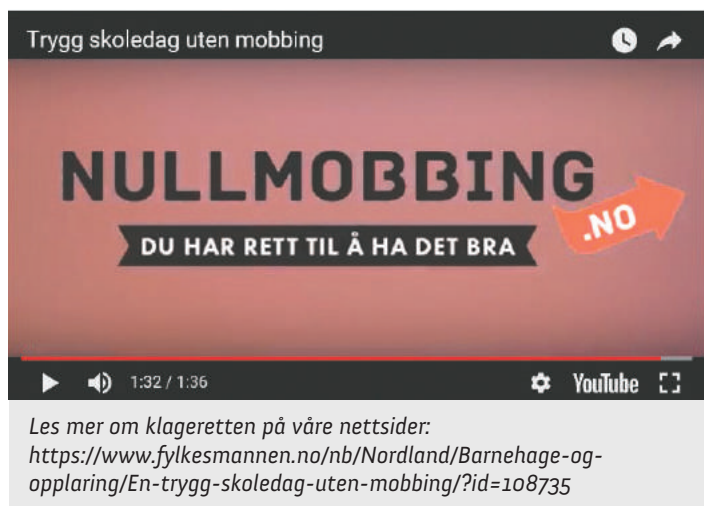 Trygg skoledag uten mobbing
NULLMOBBING
.NO
DU HAR RETT TIL Å HA DET BRA
1:32 / 1:36
YouTube
Les mer om klageretten på våre nettsider:
https://www.fylkesmannen.no/nb/Nordland/Barnehage-og-
opplaring/En-trygg-skoledag-uten-mobbing/?id=108735